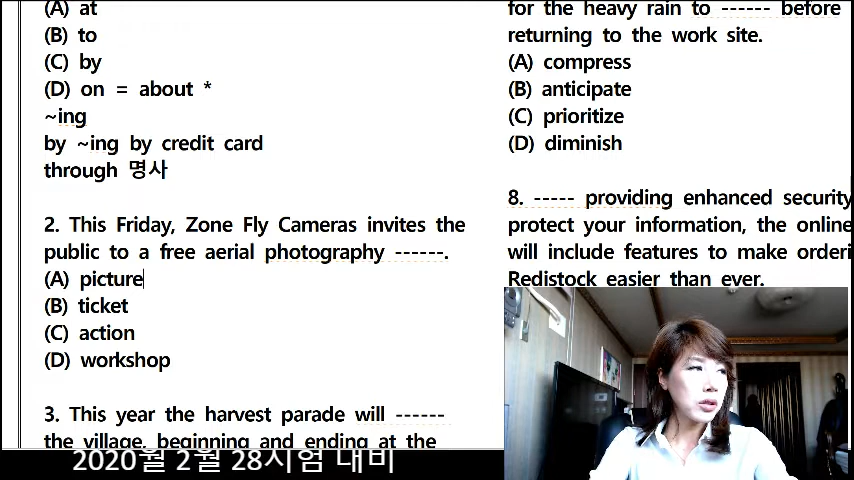 (A) at
(B) to
(C) by
(D) on = about *
~ing
by ~ing by credit card
through 명사
2. This Friday, Zone Fly Cameras invites the
public to a free aerial photography ------.
(A) picture
(B) ticket
(C) action
(D) workshop
3. This year the harvest parade will ------
the village, beginning and ending at the
for the heavy rain to ------ before
returning to the work site.
(A) compress
(B) anticipate
(C) prioritize
(D) diminish
8. ----- providing enhanced security
protect your information, the online
will include features to make orderi
Redistock easier than ever.
2020월 2월 28시험 대비